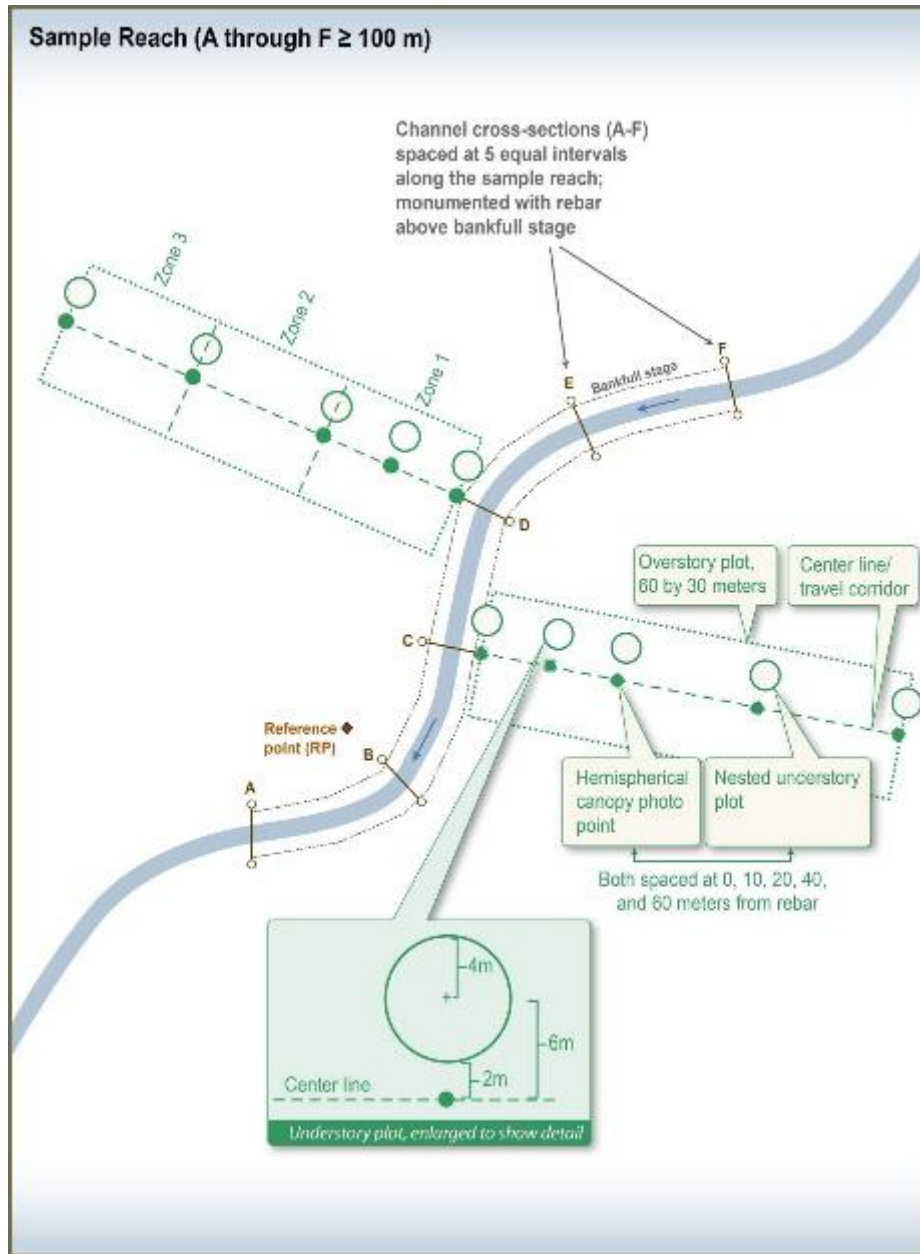 Sample Reach (A through F ≥ 100 m)
Channel cross-sections (A-F)
spaced at 5 equal intervals
along the sample reach;
monumented with rebar
above bankfull stage
Zone 3
Zone 2
Zone 1
F
E
Bankfull stage
D
Overstory plot,
60 by 30 meters
Center line/
travel corridor
C
Reference
point (RP)
B
A
Hemispherical
canopy photo
point
Nested understory
plot
Both spaced at 0, 10, 20, 40,
and 60 meters from rebar
4m
6m
2m
Center line
Understory plot, enlarged to show detail